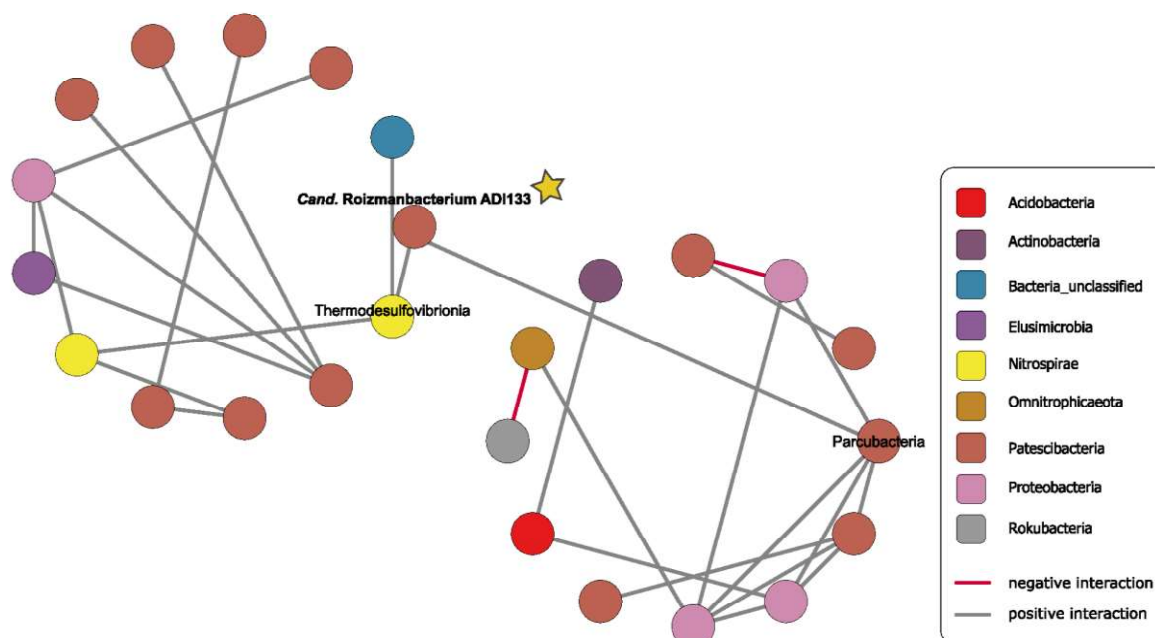 Cand. Roizmanbacterium ADI133
Thermodesulfovibrionia
Parcubacteria
Acidobacteria
Actinobacteria
Bacteria_unclassified
Elusimicrobia
Nitrospirae
Omnitrophicaeota
Patescibacteria
Proteobacteria
Rokubacteria
negative interaction
positive interaction